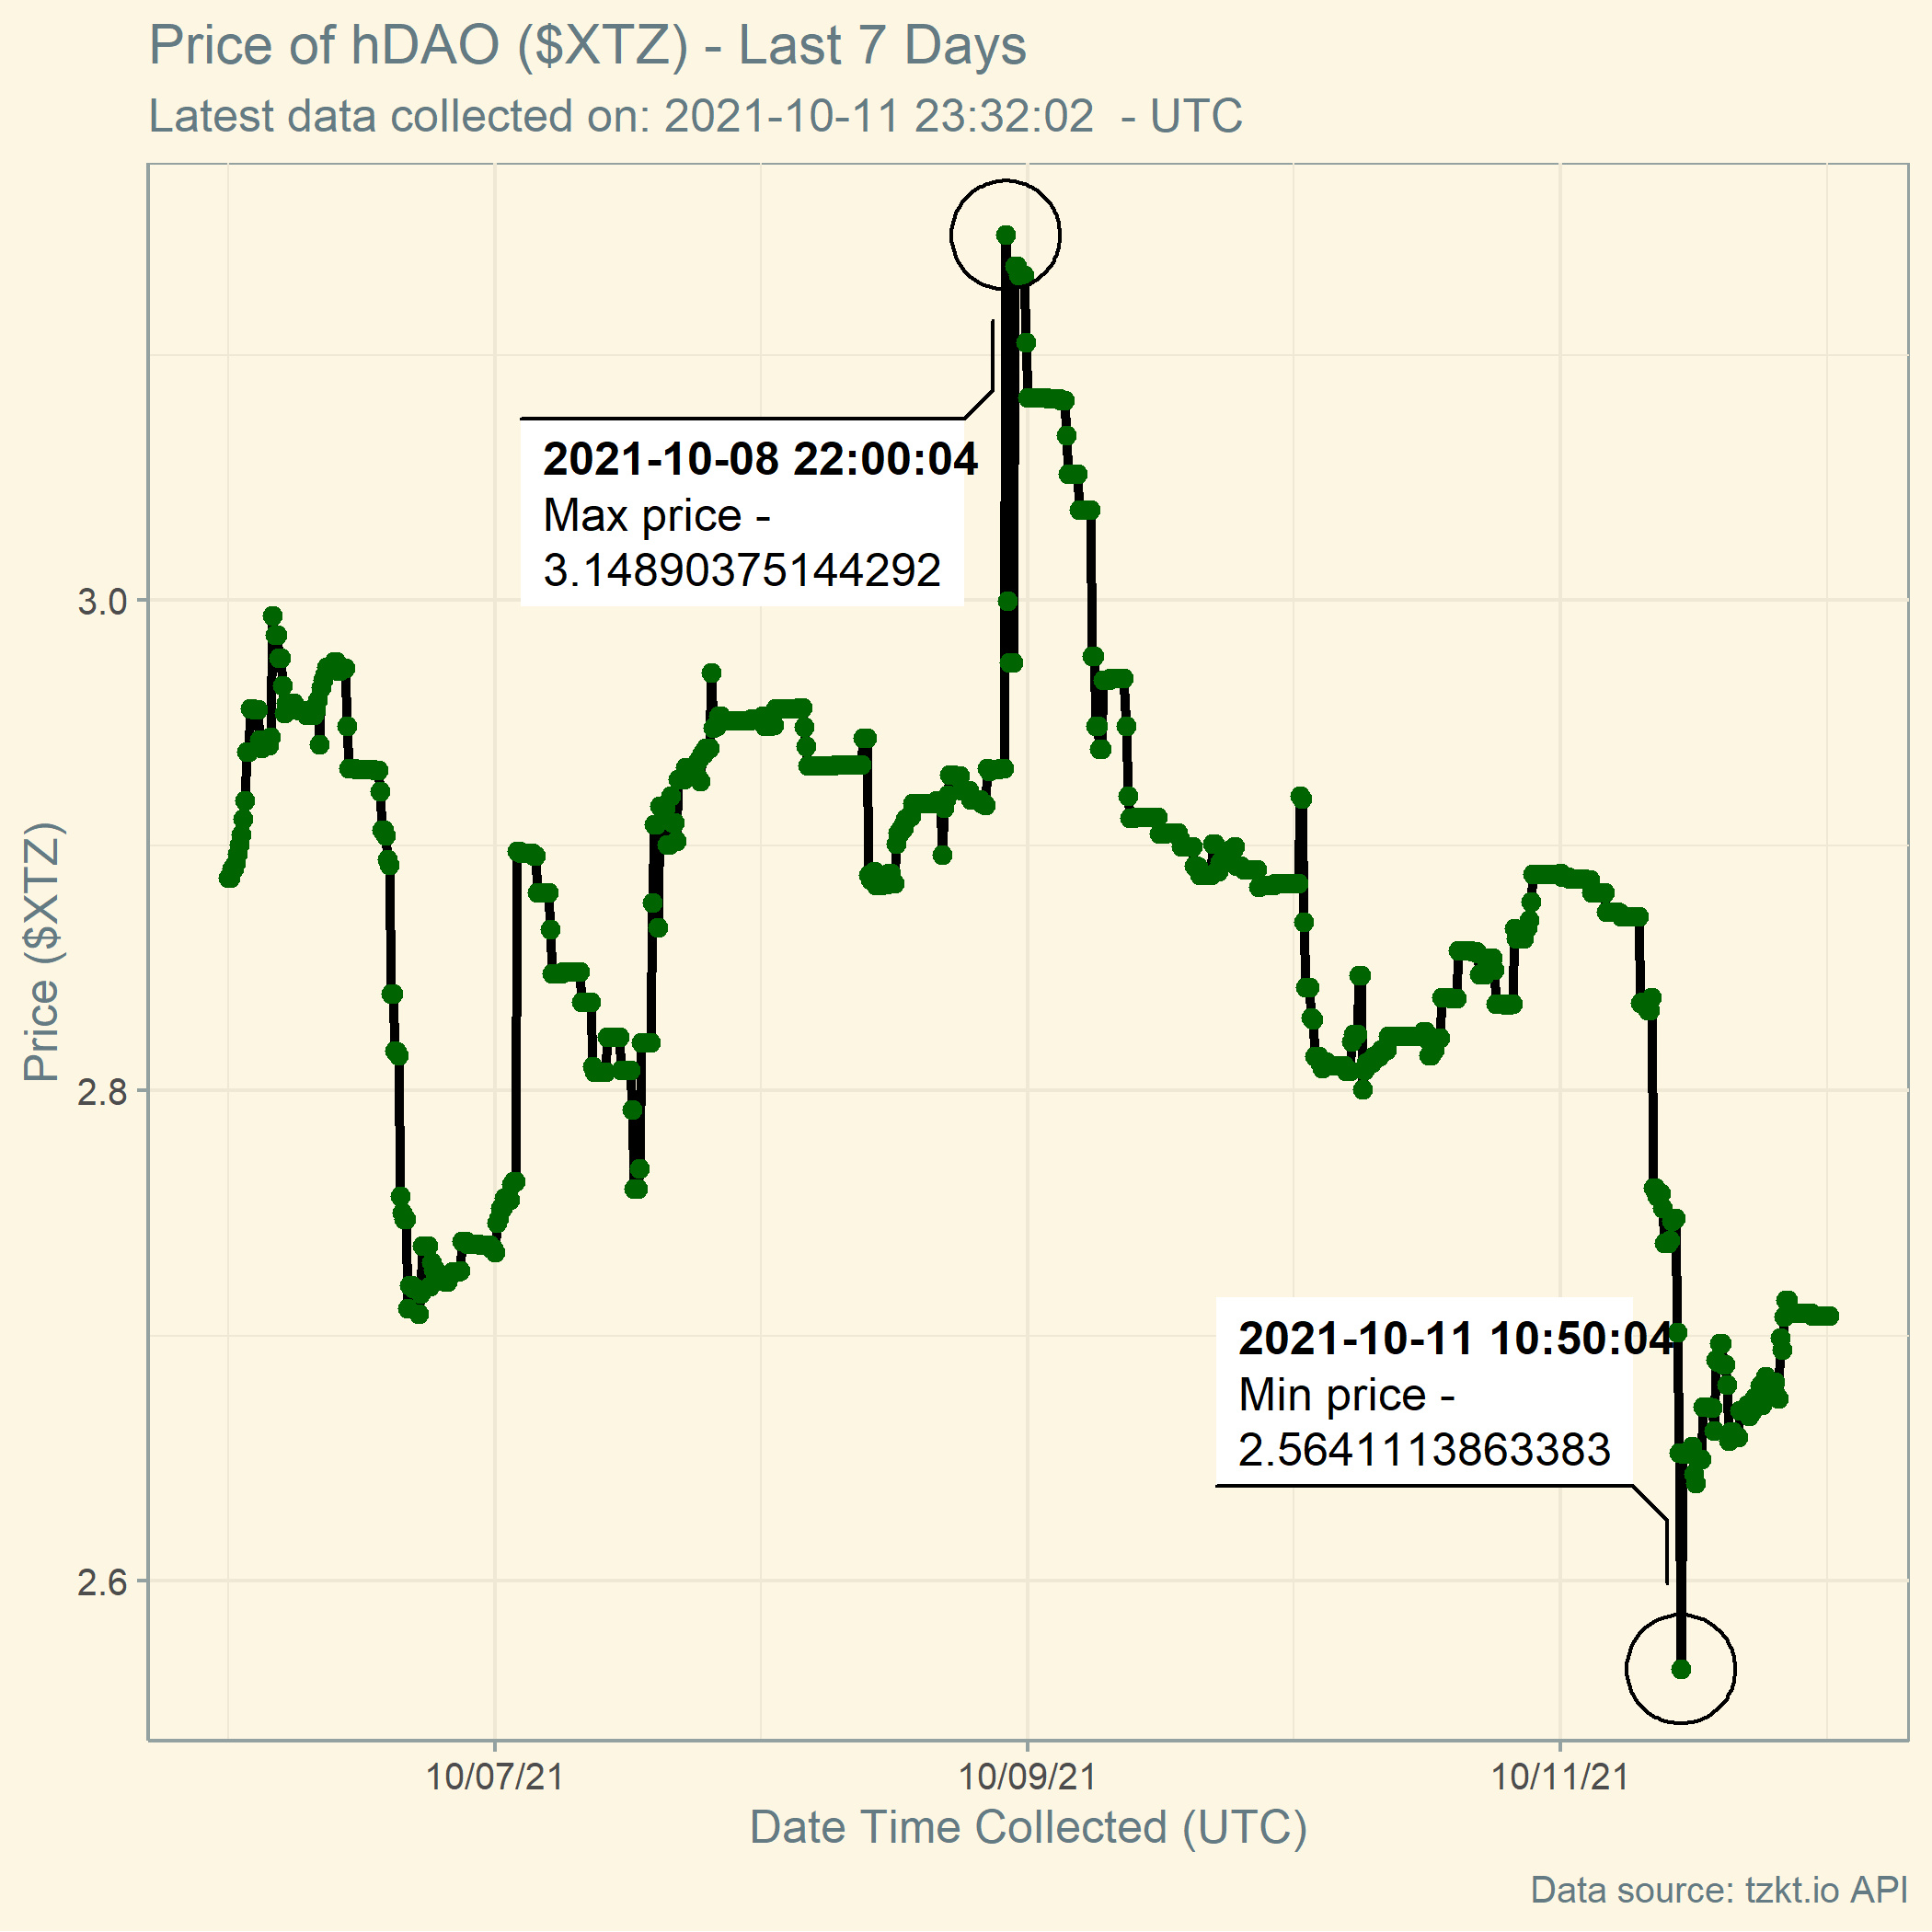 Price of hDAO ($XTZ) - Last 7 Days
Latest data collected on: 2021-10-11 23:32:02  - UTC
2021-10-08 22:00:04
Max price -
3.14890375144292
3.0
2.8
2.6
Price ($XTZ)
2021-10-11 10:50:04
Min price -
2.5641113863383
10/07/21
10/09/21
10/11/21
Date Time Collected (UTC)
Data source: tzkt.io API